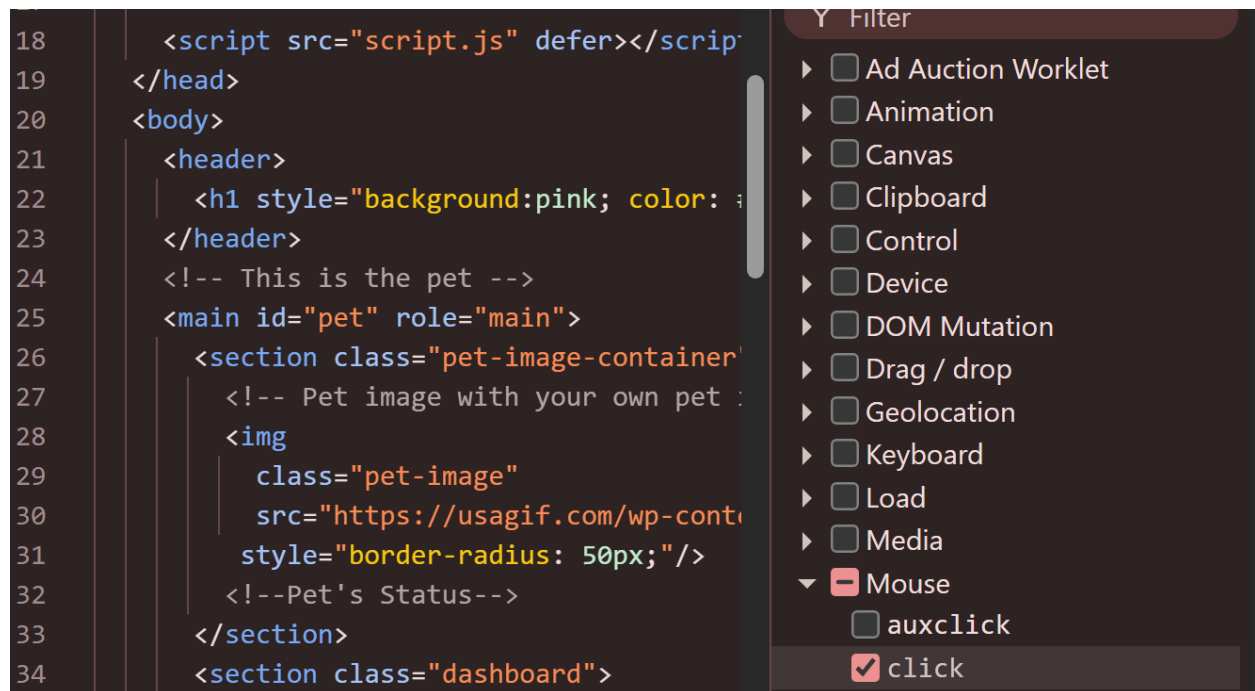 18 <script src="script.js" defer></scrip
19 </head>
20 <body>
21 <header>
22 <h1 style="background:pink; color:
23 </header>
24 <!-- This is the pet -->
25 <main id="pet" role="main">
26 <section class="pet-image-container"
27 <!-- Pet image with your own pet
28 <img
29 class="pet-image"
30 src="https://usagif.com/wp-conte
31 style="border-radius: 50px;"/>
32 <!--Pet's Status-->
33 </section>
34 <section class="dashboard">
Filter
Ad Auction Worklet
Animation
Canvas
Clipboard
Control
Device
DOM Mutation
Drag / drop
Geolocation
Keyboard
Load
Media
Mouse
auxclick
click